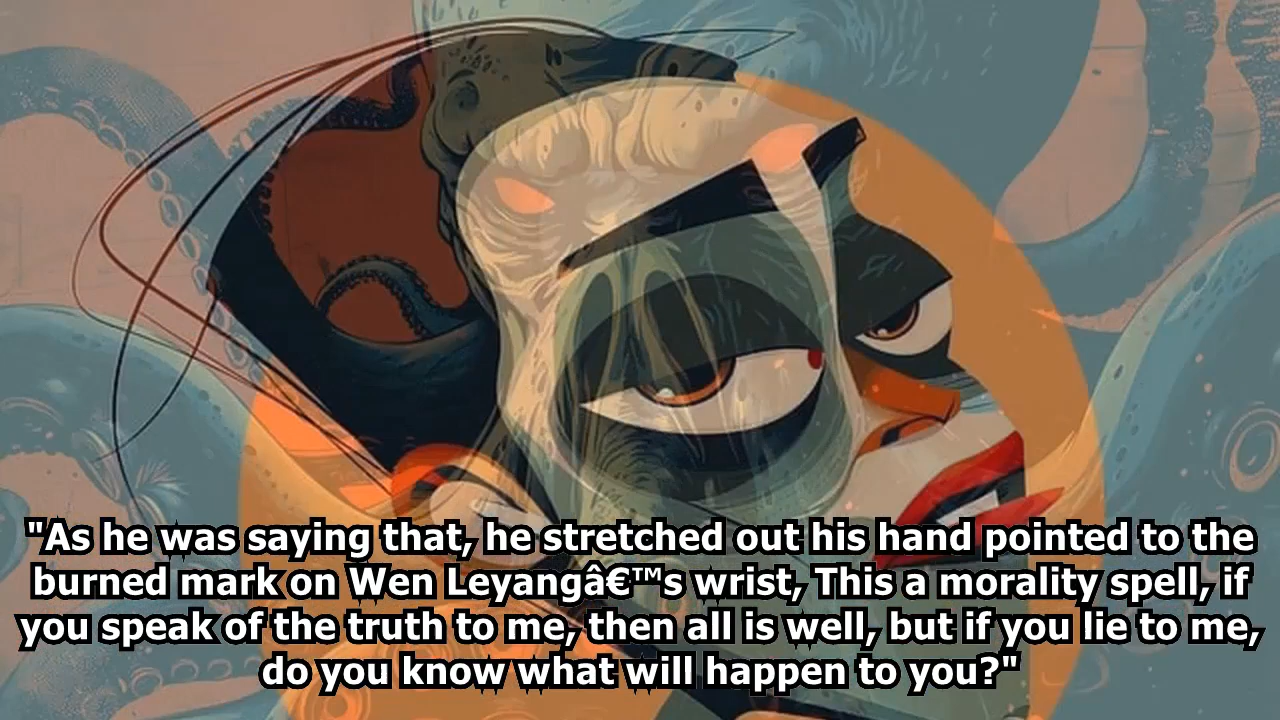 "As he was saying that, he stretched out his hand pointed to the
burned mark on Wen Leyangâ€™s wrist, This a morality spell, if
you speak of the truth to me, then all is well, but if you lie to me,
do you know what will happen to you?"